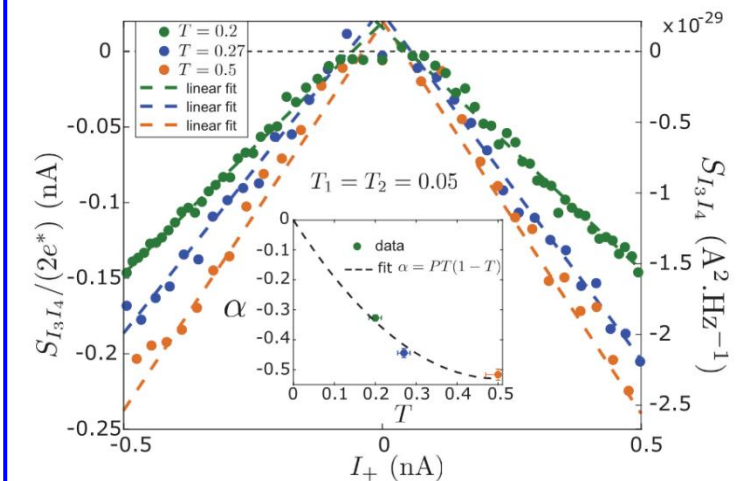 T = 0.2
T = 0.27
T = 0.5
linear fit
linear fit
linear fit
x10⁻²⁹
0
-0.05
-0.1
-0.15
-0.2
-0.25
S_{I₃I₄}/(2e*) (nA)
0
-0.5
-1
-1.5
-2
-2.5
S_{I₃I₄} (A².Hz⁻¹)
T₁ = T₂ = 0.05
0
-0.1
-0.2
-0.3
-0.4
-0.5
α
data
fit α = PT(1 − T)
0 0.1 0.2 0.3 0.4 0.5
T
-0.5 0 0.5
I₊ (nA)